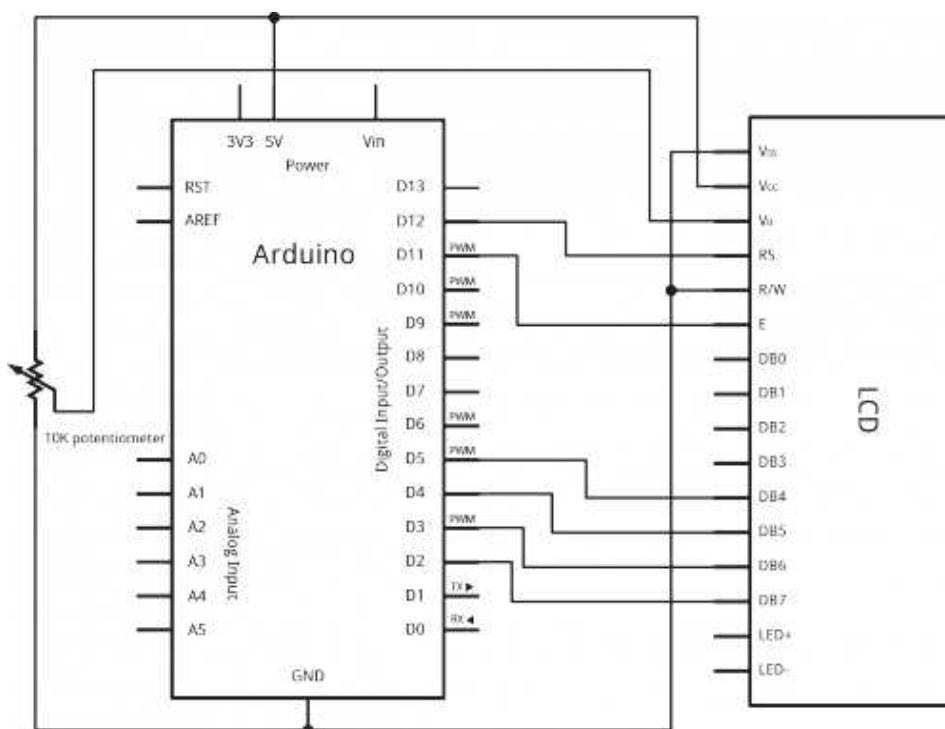 3V3 5V Vin
Power
RST
AREF
Arduino
D13
D12
D11
PWM
D10
PWM
D9
PWM
D8
D7
D6
PWM
D5
PWM
D4
D3
PWM
D2
D1
TX ▶
D0
RX ◀
Digital Input/Output
10K potentiometer
A0
A1
A2
A3
A4
A5
Analog Input
GND
Vss
Vcc
RS
R/W
E
DB0
DB1
DB2
DB3
DB4
DB5
DB6
DB7
LED+
LED-
LCD